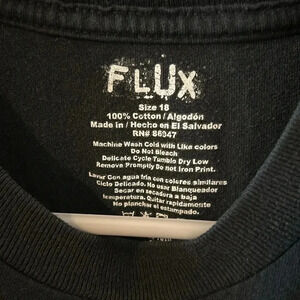 FLUX
Size 18
100% Cotton / Algodón
Made in / Hecho en El Salvador
RN# 86947
Machine Wash Cold with Like colors
Do Not Bleach
Delicate Cycle Tumble Dry Low
Remove Promptly Do not Iron Print.
Lavar Con agua fria con colores similares
Ciclo Delicado. No usar Blanqueador
Secar en secadora a baja
temperatura. Quitar rapidamente
No planchar el estampado.